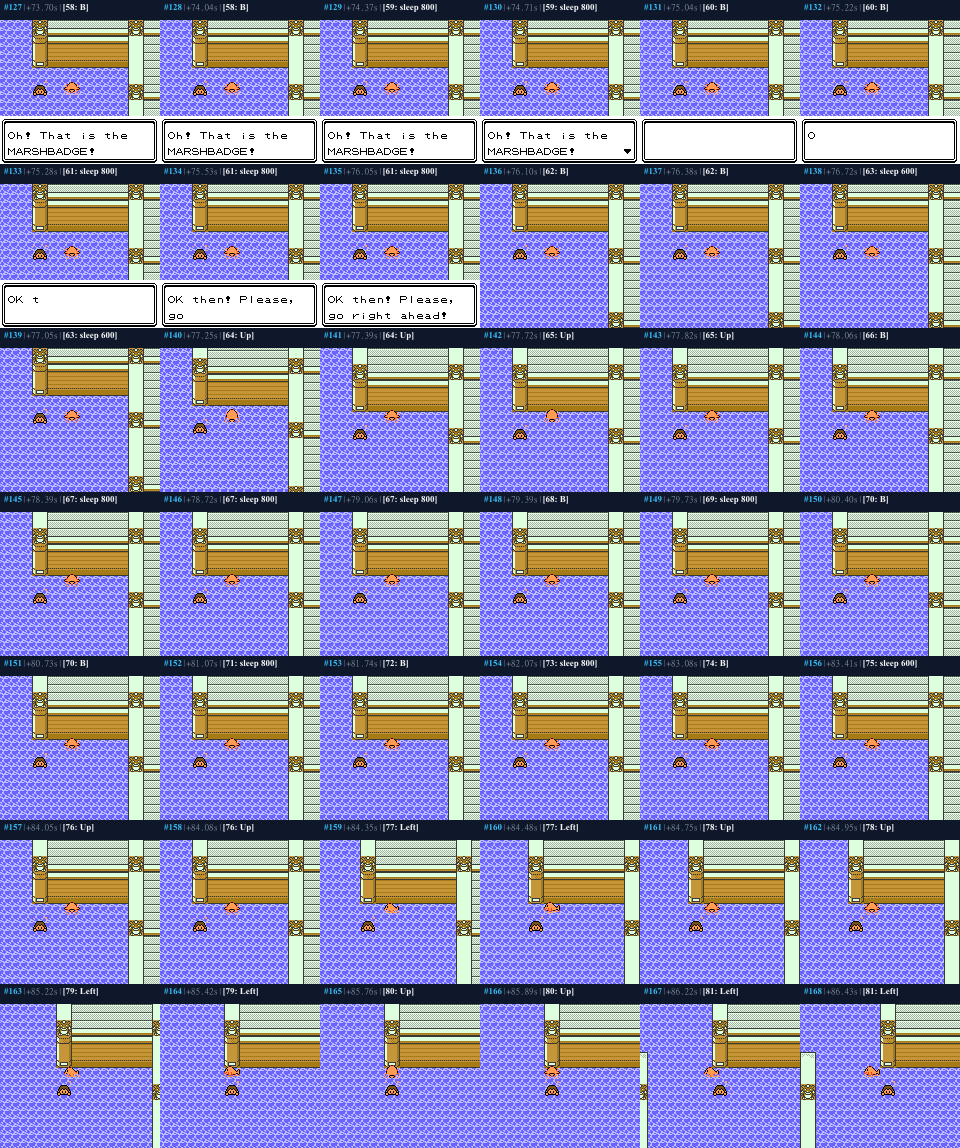 #127 | +73.70s | [58: B]
#128 | +74.04s | [58: B]
#129 | +74.37s | [59: sleep 800]
#130 | +74.71s | [59: sleep 800]
#131 | +75.04s | [60: B]
#132 | +75.22s | [60: B]
Oh! That is the
MARSHBADGE!
Oh! That is the
MARSHBADGE!
Oh! That is the
MARSHBADGE!
Oh! That is the
MARSHBADGE!
O
#133 | +75.28s | [61: sleep 800]
#134 | +75.53s | [61: sleep 800]
#135 | +76.05s | [61: sleep 800]
#136 | +76.10s | [62: B]
#137 | +76.38s | [62: B]
#138 | +76.72s | [63: sleep 600]
OK t
OK then! Please,
go
OK then! Please,
go right ahead!
#139 | +77.05s | [63: sleep 600]
#140 | +77.25s | [64: Up]
#141 | +77.39s | [64: Up]
#142 | +77.72s | [65: Up]
#143 | +77.82s | [65: Up]
#144 | +78.06s | [66: B]
#145 | +78.39s | [67: sleep 800]
#146 | +78.72s | [67: sleep 800]
#147 | +79.06s | [67: sleep 800]
#148 | +79.39s | [68: B]
#149 | +79.73s | [69: sleep 800]
#150 | +80.40s | [70: B]
#151 | +80.73s | [70: B]
#152 | +81.07s | [71: sleep 800]
#153 | +81.74s | [72: B]
#154 | +82.07s | [73: sleep 800]
#155 | +83.08s | [74: B]
#156 | +83.41s | [75: sleep 600]
#157 | +84.05s | [76: Up]
#158 | +84.08s | [76: Up]
#159 | +84.35s | [77: Left]
#160 | +84.48s | [77: Left]
#161 | +84.75s | [78: Up]
#162 | +84.95s | [78: Up]
#163 | +85.22s | [79: Left]
#164 | +85.42s | [79: Left]
#165 | +85.76s | [80: Up]
#166 | +85.89s | [80: Up]
#167 | +86.22s | [81: Left]
#168 | +86.43s | [81: Left]